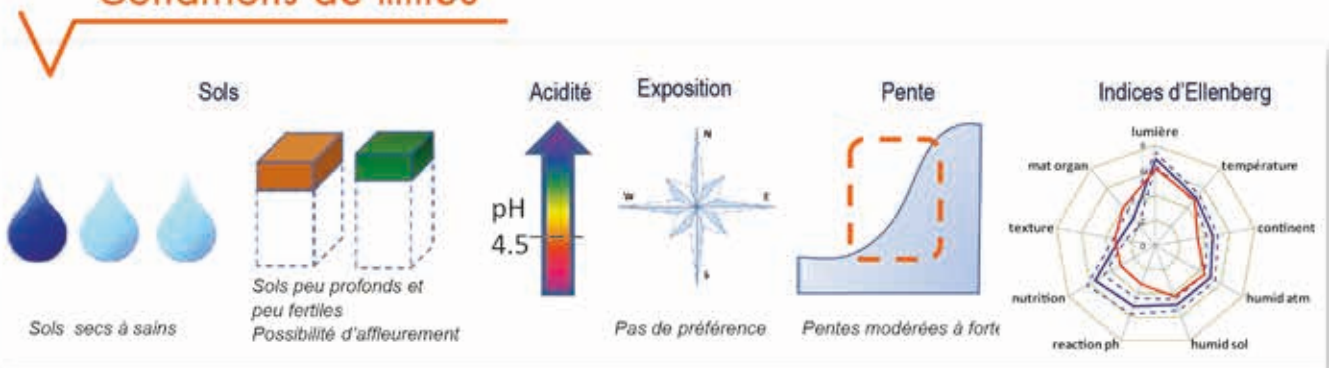 Sols
Acidité
Exposition
Pente
Indices d'Ellenberg
pH
4.5
N
W
E
S
lumière
température
continent
humid atm
humid sol
reaction ph
nutrition
texture
mat organ
0
Sols secs à sains
Sols peu profonds et
peu fertiles
Possibilité d'affleurement
Pas de préférence
Pentes modérées à forte